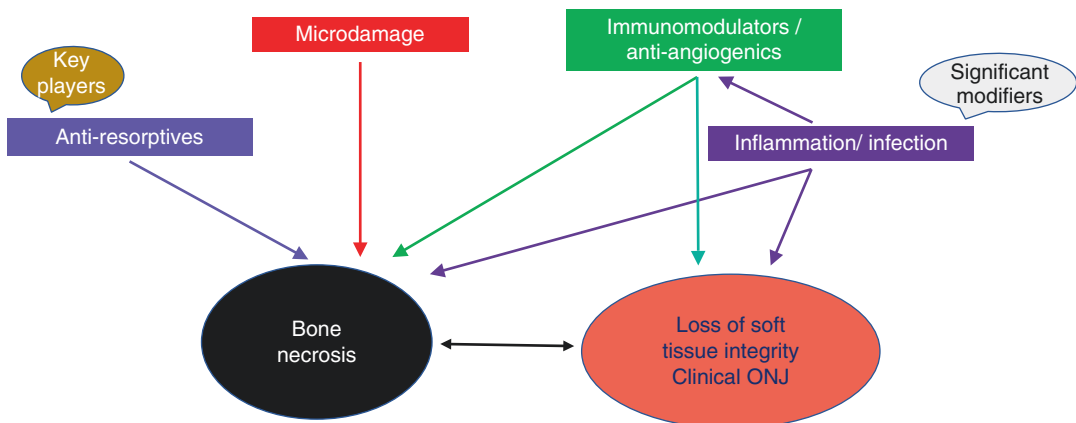 Microdamage
Immunomodulators /
anti-angiogenics
Key
players
Significant
modifiers
Anti-resorptives
Inflammation/ infection
Bone
necrosis
Loss of soft
tissue integrity
Clinical ONJ